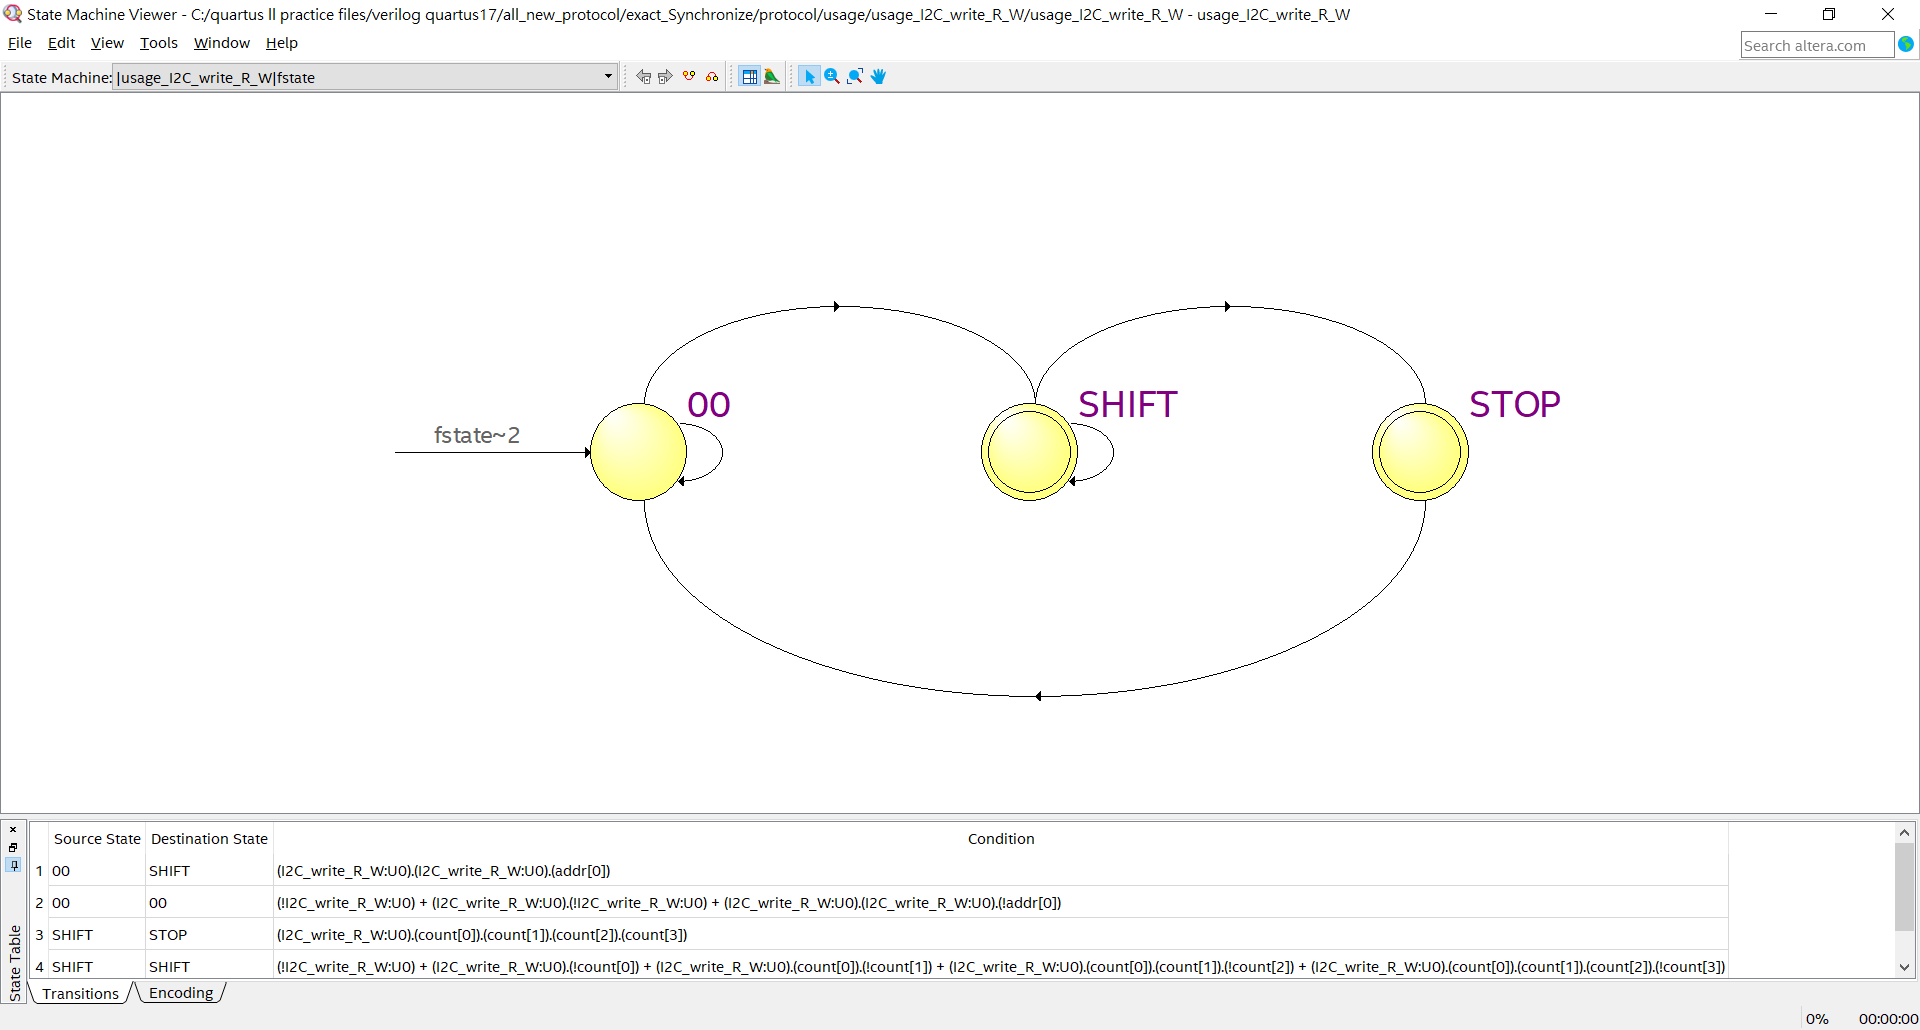 State Machine Viewer - C:/quartus ll practice files/verilog quartus17/all_new_protocol/exact_Synchronize/protocol/usage/usage_I2C_write_R_W/usage_I2C_write_R_W - usage_I2C_write_R_W
File Edit View Tools Window Help
Search altera.com
State Machine: |usage_I2C_write_R_W|fstate
00 SHIFT STOP
fstate~2
Source State Destination State Condition
1 00 SHIFT (I2C_write_R_W:U0).(I2C_write_R_W:U0).(addr[0])
2 00 00 (!I2C_write_R_W:U0) + (I2C_write_R_W:U0).(!I2C_write_R_W:U0) + (I2C_write_R_W:U0).(I2C_write_R_W:U0).(!addr[0])
3 SHIFT STOP (I2C_write_R_W:U0).(count[0]).(count[1]).(count[2]).(count[3])
4 SHIFT SHIFT (!I2C_write_R_W:U0) + (I2C_write_R_W:U0).(!count[0]) + (I2C_write_R_W:U0).(count[0]).(!count[1]) + (I2C_write_R_W:U0).(count[0]).(count[1]).(!count[2]) + (I2C_write_R_W:U0).(count[0]).(count[1]).(count[2]).(!count[3])
State Table
Transitions Encoding
0% 00:00:00